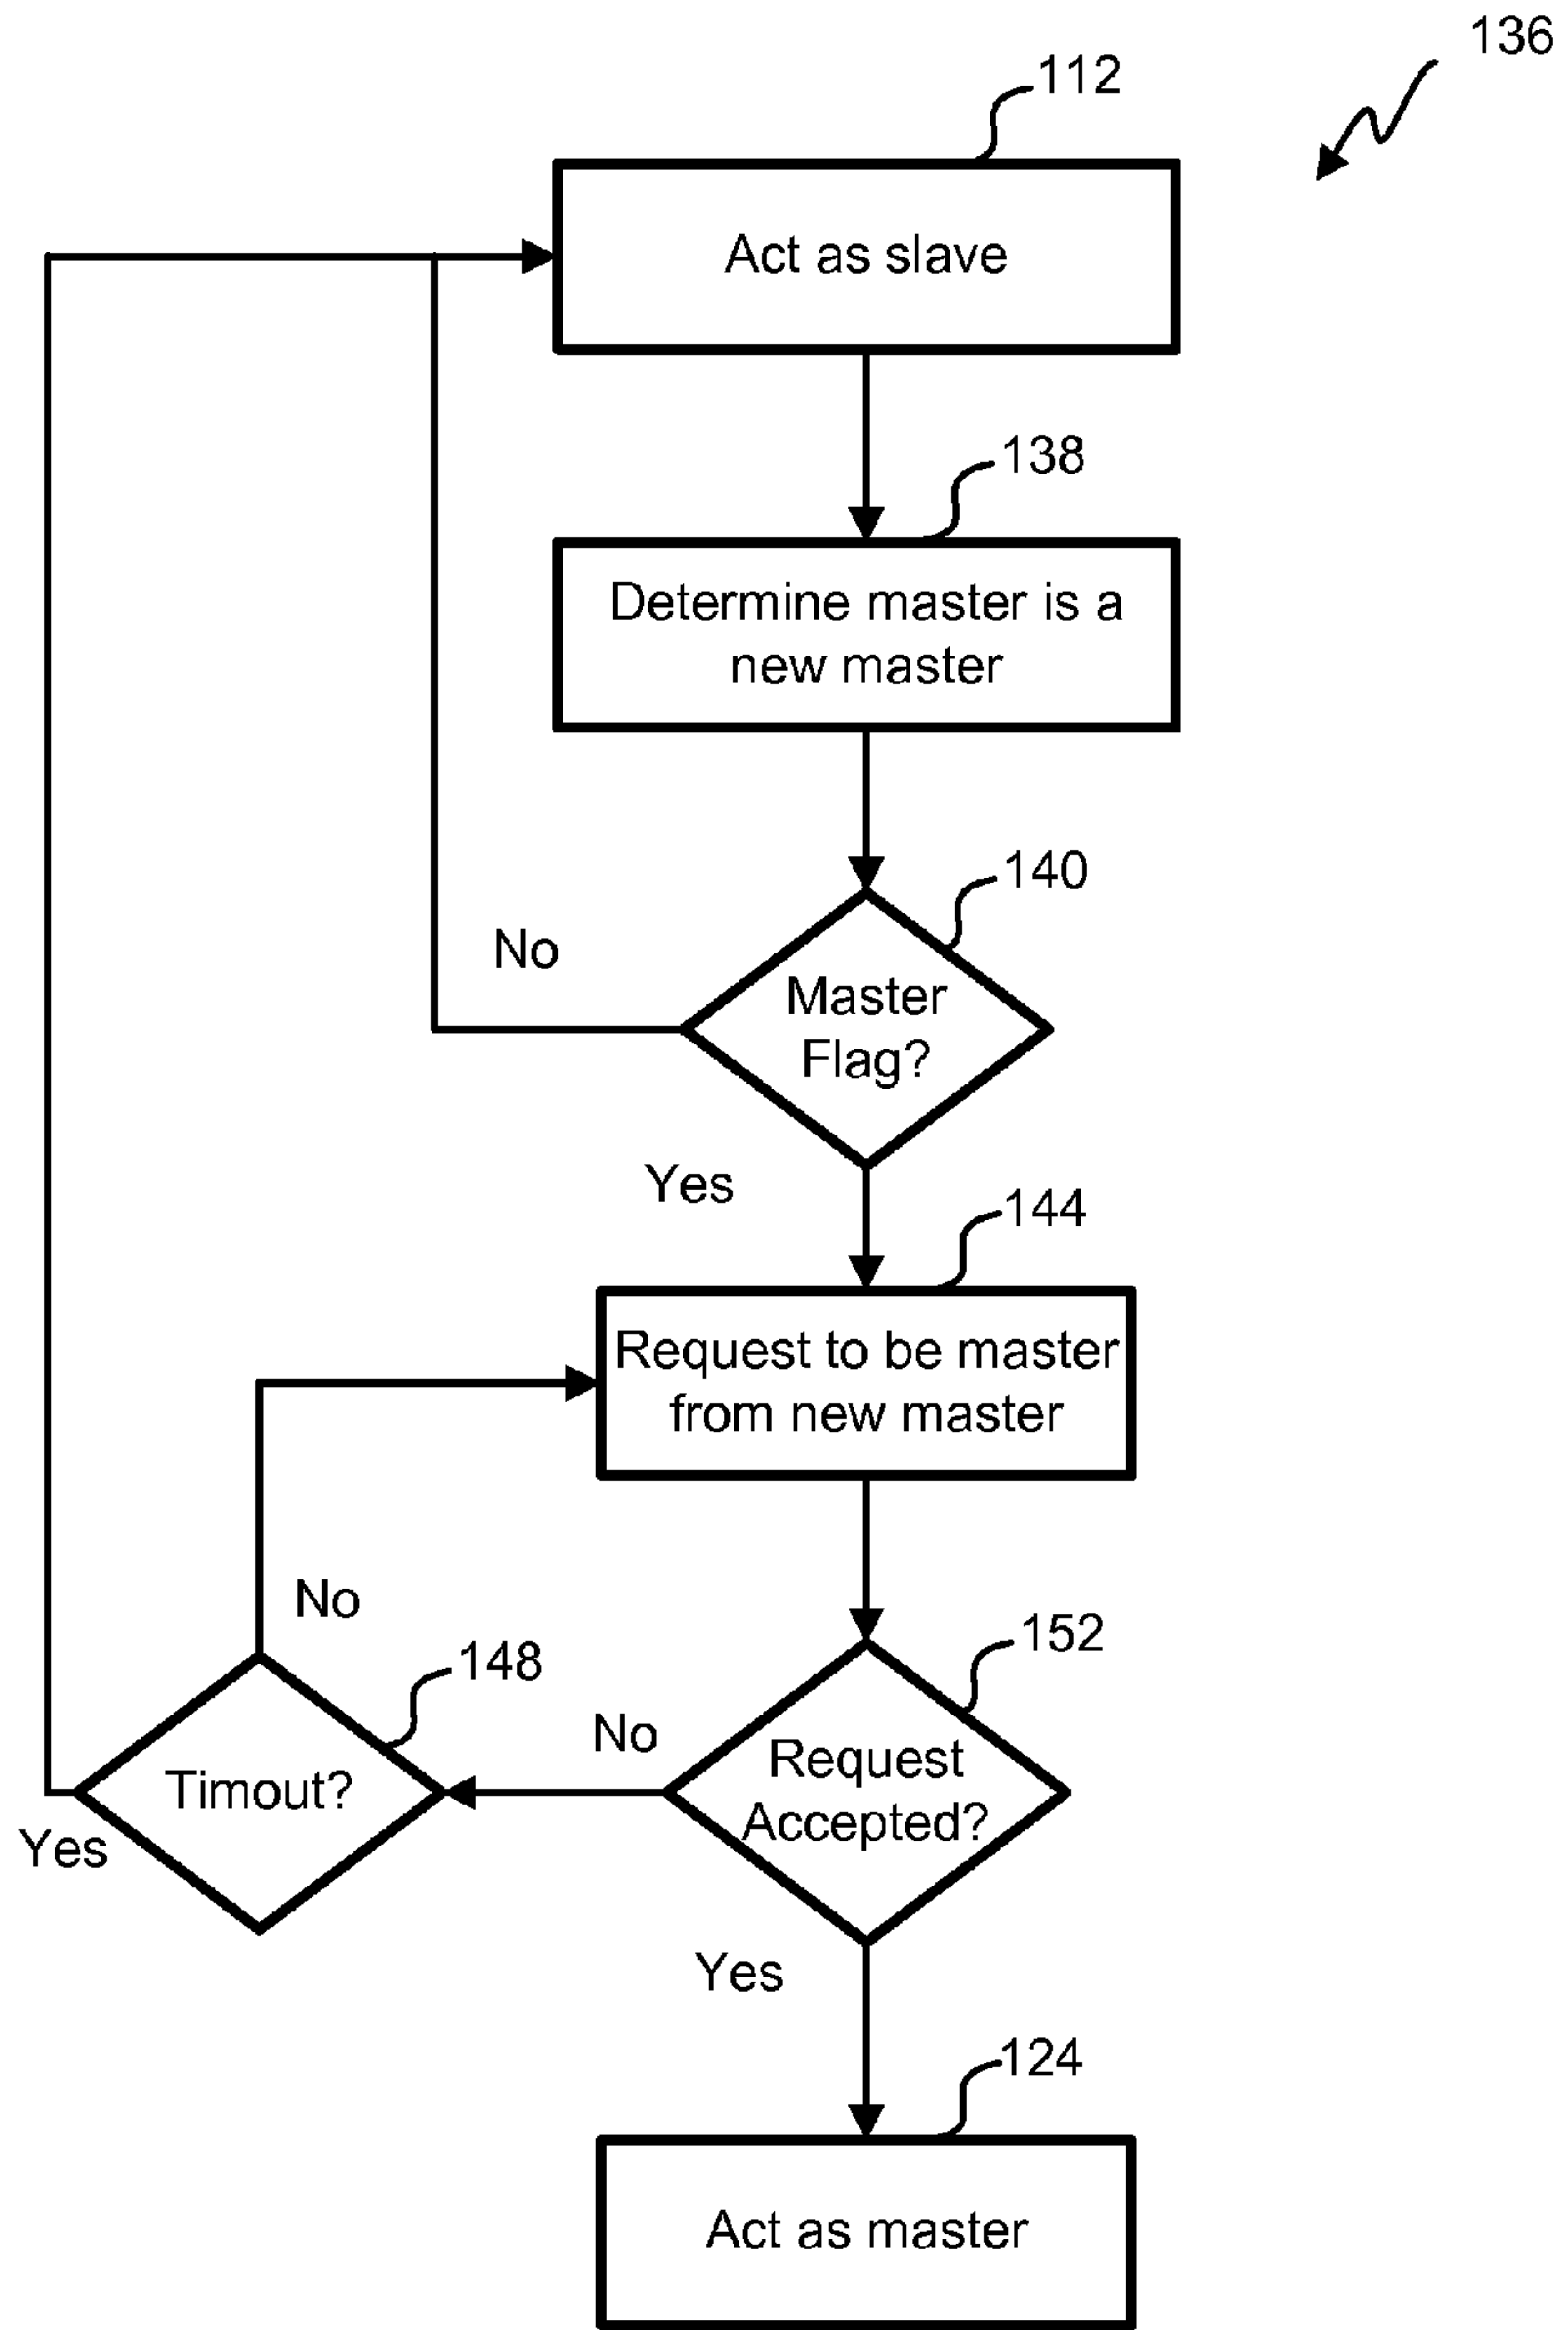 136
112
Act as slave
138
Determine master is a
new master
140
No
Master
Flag?
Yes
144
Request to be master
from new master
No
152
148
No
Request
Timout?
Accepted?
Yes
Yes
124
Act as master